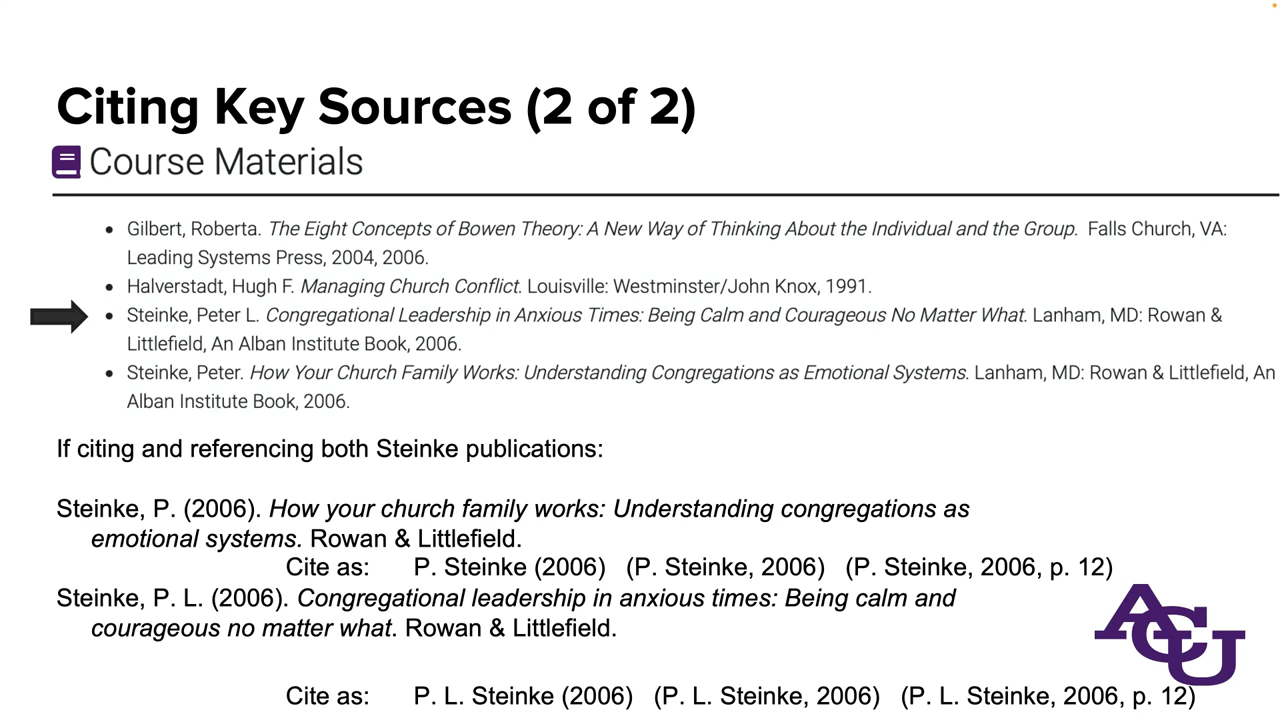 Citing Key Sources (2 of 2)
Course Materials
• Gilbert, Roberta. The Eight Concepts of Bowen Theory: A New Way of Thinking About the Individual and the Group. Falls Church, VA:
Leading Systems Press, 2004, 2006.
• Halverstadt, Hugh F. Managing Church Conflict. Louisville: Westminster/John Knox, 1991.
• Steinke, Peter L. Congregational Leadership in Anxious Times: Being Calm and Courageous No Matter What. Lanham, MD: Rowan &
Littlefield, An Alban Institute Book, 2006.
• Steinke, Peter. How Your Church Family Works: Understanding Congregations as Emotional Systems. Lanham, MD: Rowan & Littlefield, An
Alban Institute Book, 2006.
If citing and referencing both Steinke publications:
Steinke, P. (2006). How your church family works: Understanding congregations as
emotional systems. Rowan & Littlefield.
Cite as: P. Steinke (2006) (P. Steinke, 2006) (P. Steinke, 2006, p. 12)
Steinke, P. L. (2006). Congregational leadership in anxious times: Being calm and
courageous no matter what. Rowan & Littlefield.
ACU
Cite as: P. L. Steinke (2006) (P. L. Steinke, 2006) (P. L. Steinke, 2006, p. 12)